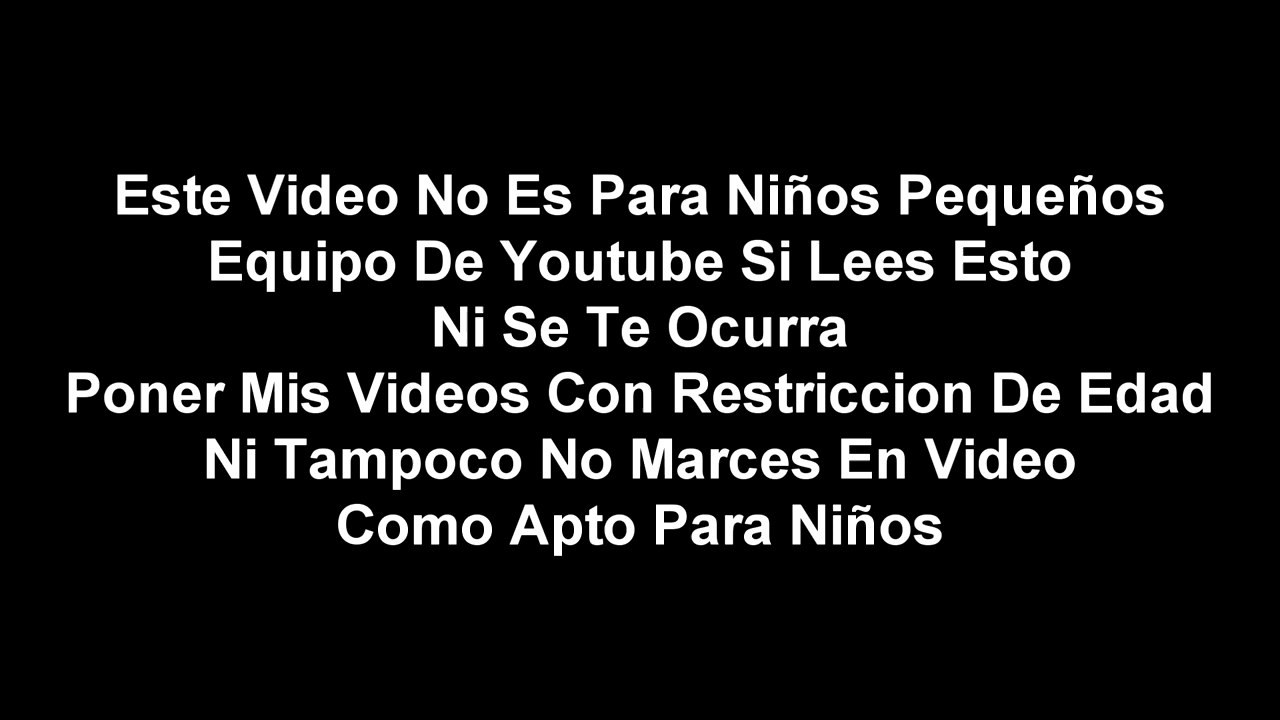 Este Video No Es Para Niños Pequeños
Equipo De Youtube Si Lees Esto
Ni Se Te Ocurra
Poner Mis Videos Con Restriccion De Edad
Ni Tampoco No Marces En Video
Como Apto Para Niños